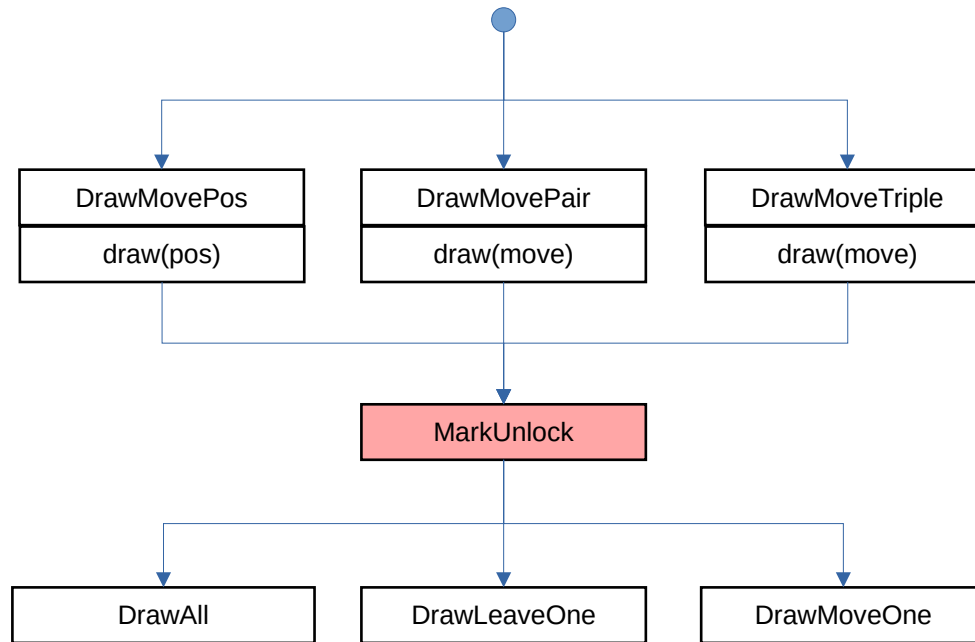 DrawMovePos
DrawMovePair
DrawMoveTriple
draw(pos)
draw(move)
draw(move)
MarkUnlock
DrawAll
DrawLeaveOne
DrawMoveOne